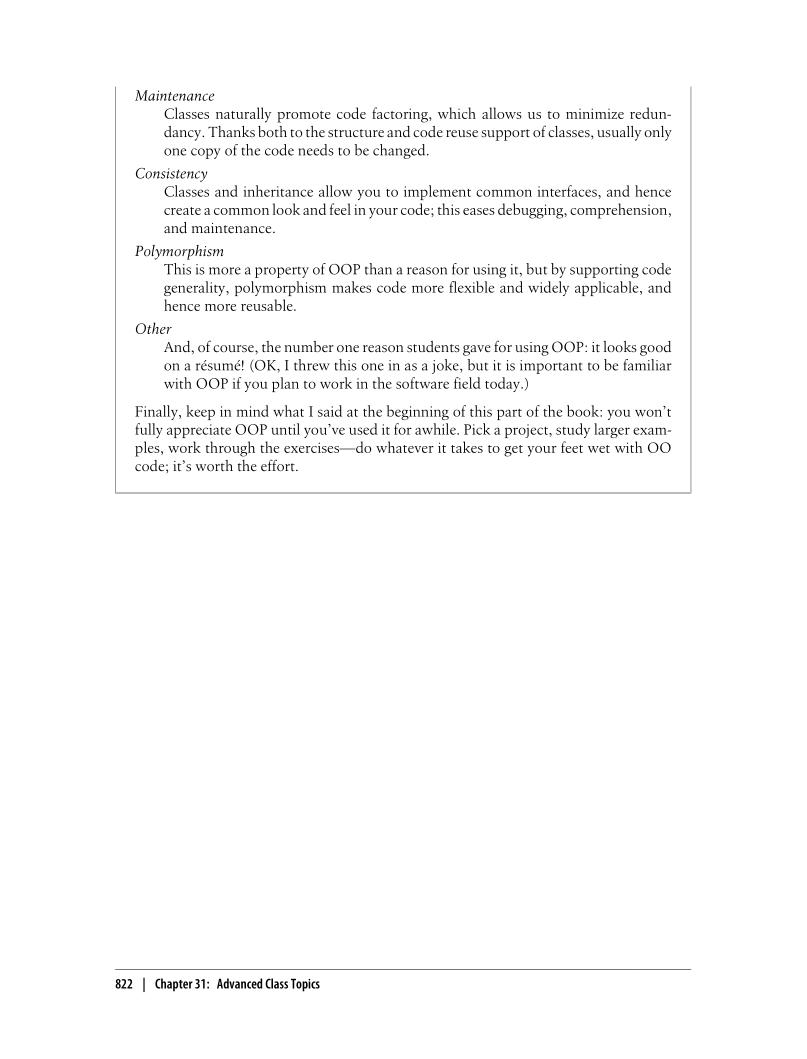 Maintenance
Classes naturally promote code factoring, which allows us to minimize redun-
dancy. Thanks both to the structure and code reuse support of classes, usually only
one copy of the code needs to be changed.
Consistency
Classes and inheritance allow you to implement common interfaces, and hence
create a common look and feel in your code; this eases debugging, comprehension,
and maintenance.
Polymorphism
This is more a property of OOP than a reason for using it, but by supporting code
generality, polymorphism makes code more flexible and widely applicable, and
hence more reusable.
Other
And, of course, the number one reason students gave for using OOP: it looks good
on a résumé! (OK, I threw this one in as a joke, but it is important to be familiar
with OOP if you plan to work in the software field today.)
Finally, keep in mind what I said at the beginning of this part of the book: you won’t
fully appreciate OOP until you’ve used it for awhile. Pick a project, study larger exam-
ples, work through the exercises—do whatever it takes to get your feet wet with OO
code; it’s worth the effort.
822 | Chapter 31: Advanced Class Topics